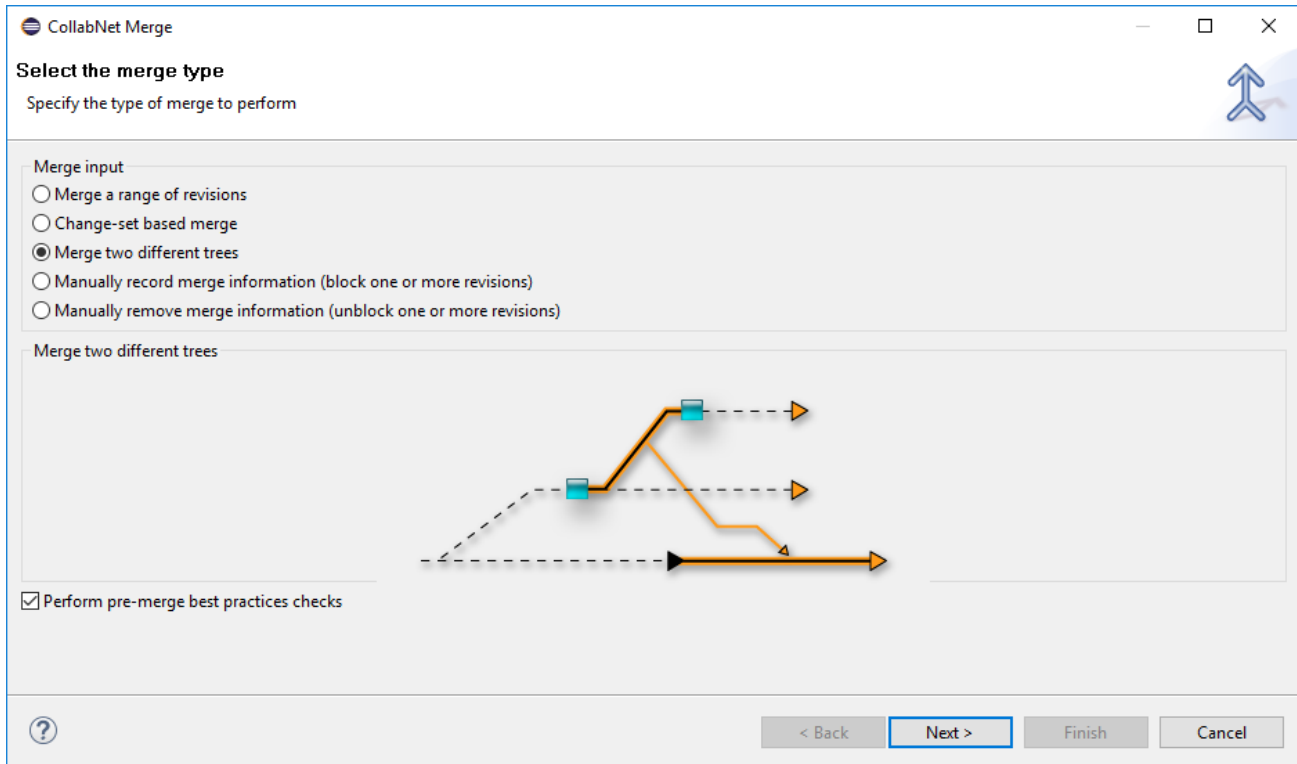 CollabNet Merge
Select the merge type
Specify the type of merge to perform
Merge input
Merge a range of revisions
Change-set based merge
Merge two different trees
Manually record merge information (block one or more revisions)
Manually remove merge information (unblock one or more revisions)
Merge two different trees
Perform pre-merge best practices checks
? < Back Next > Finish Cancel